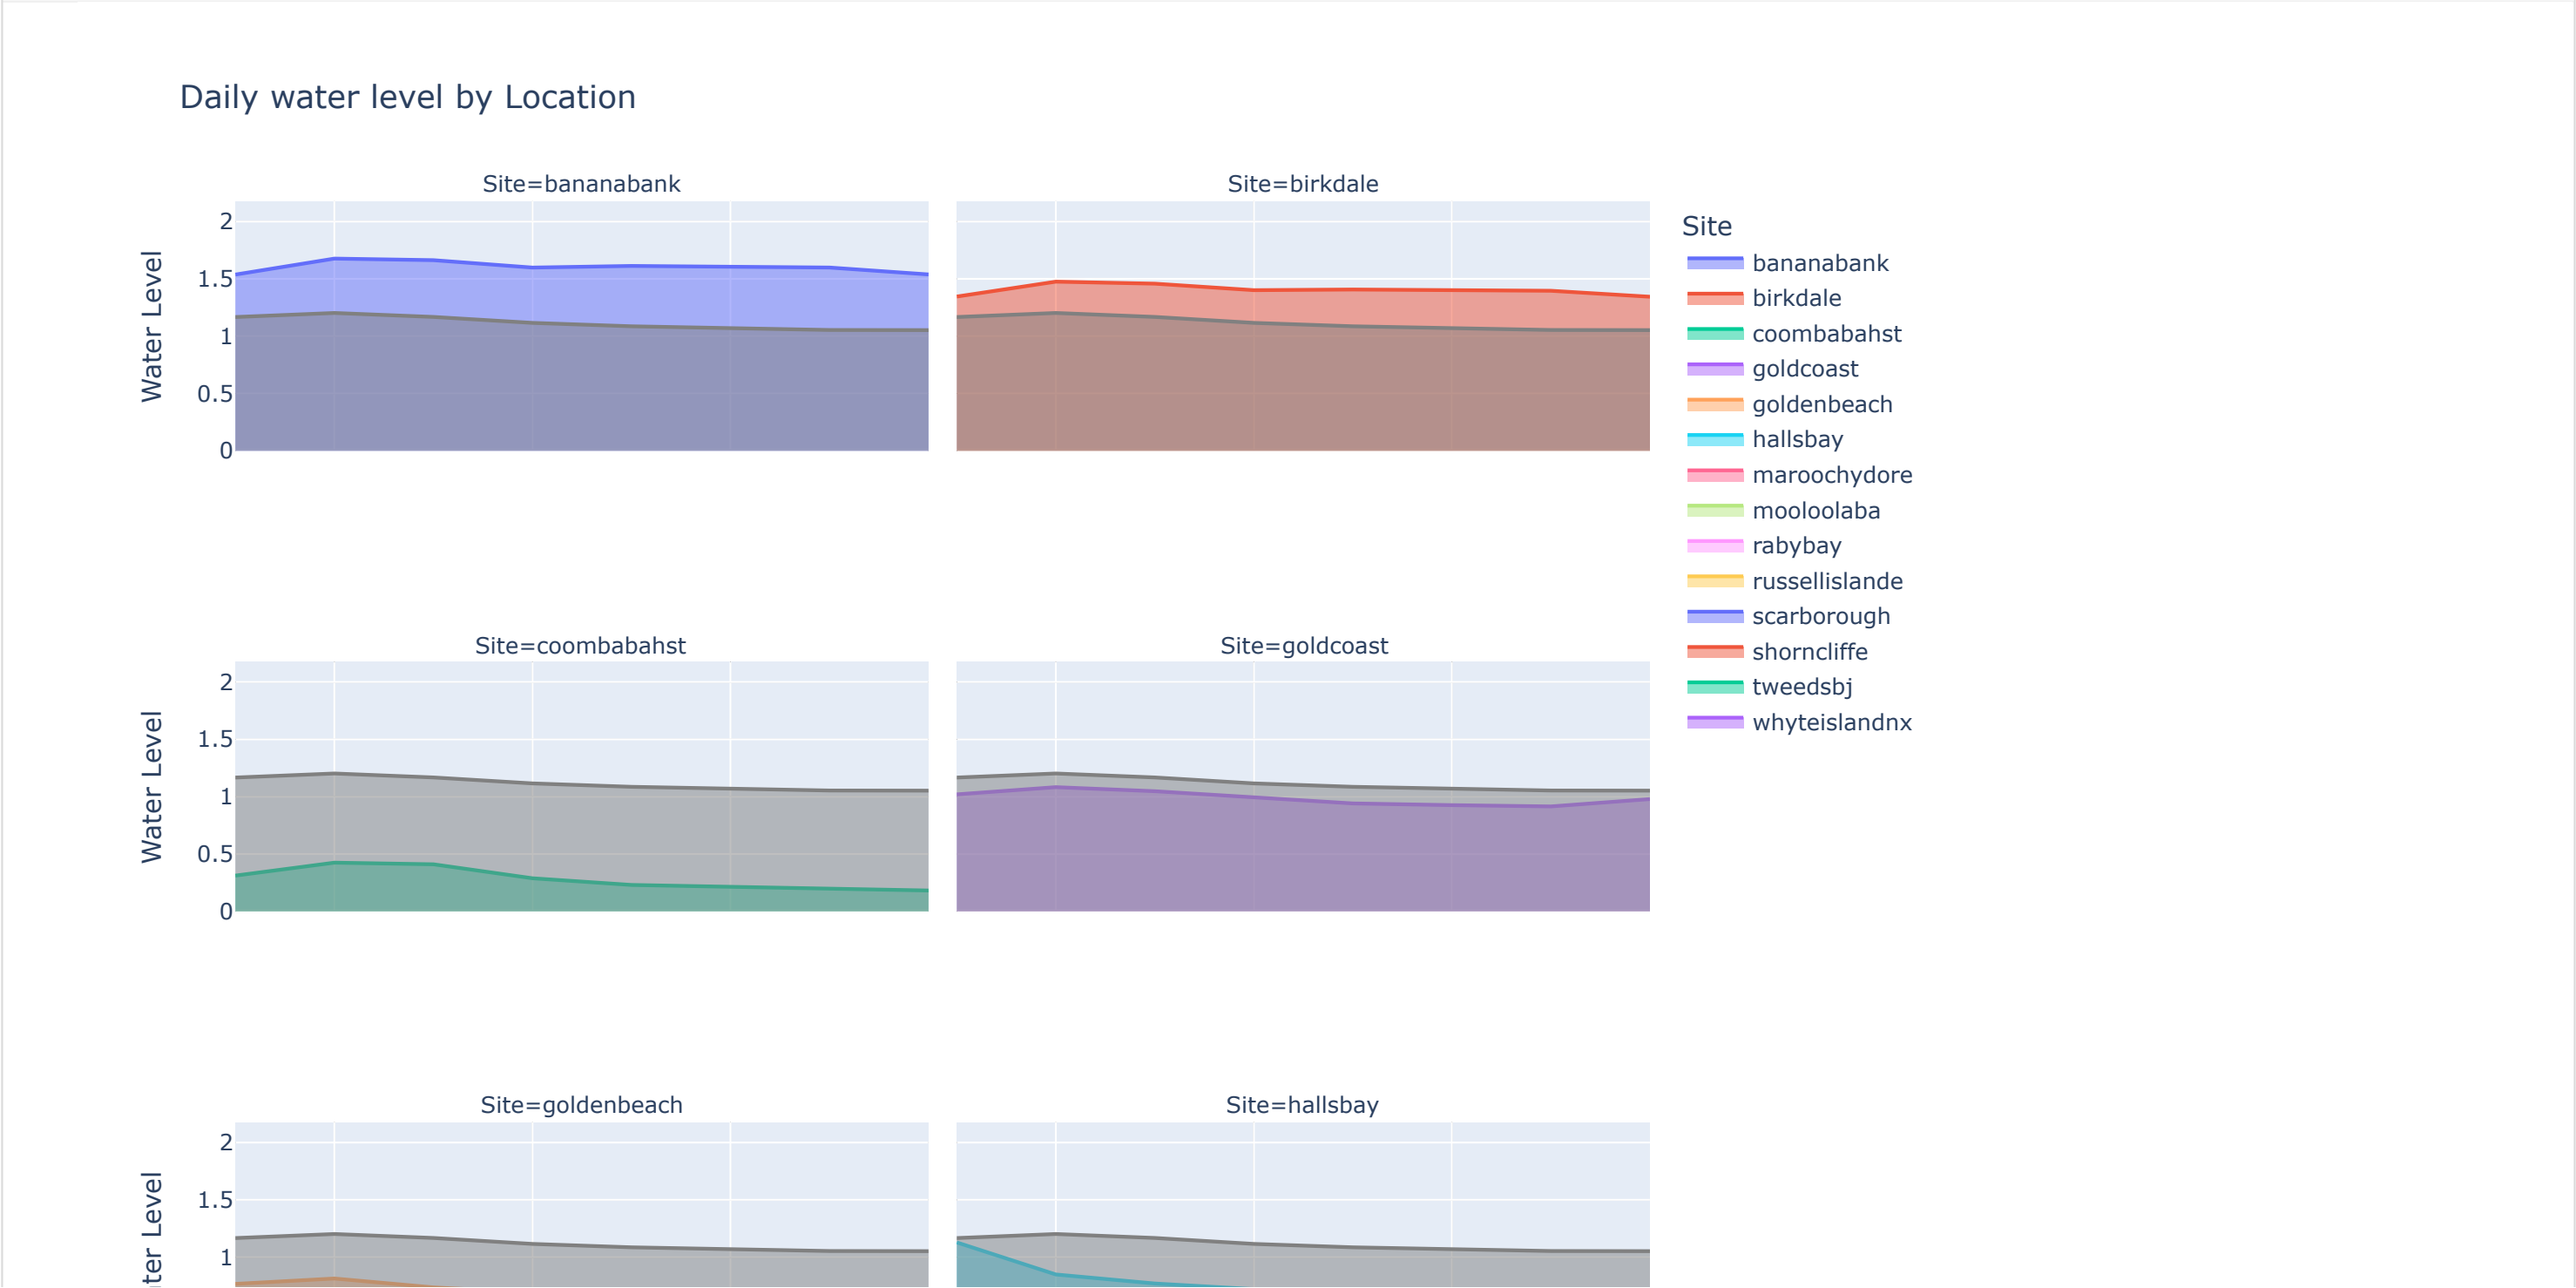 Daily water level by Location
Site=bananabank
Site=birkdale
2
1.5
1
0.5
0
Water Level
Site
bananabank
birkdale
coombabahst
goldcoast
goldenbeach
hallsbay
maroochydore
mooloolaba
rabybay
russellislande
scarborough
shorncliffe
tweedsbj
whyteislandnx
Site=coombabahst
Site=goldcoast
2
1.5
1
0.5
0
Water Level
Site=goldenbeach
Site=hallsbay
2
1.5
1
ter Level